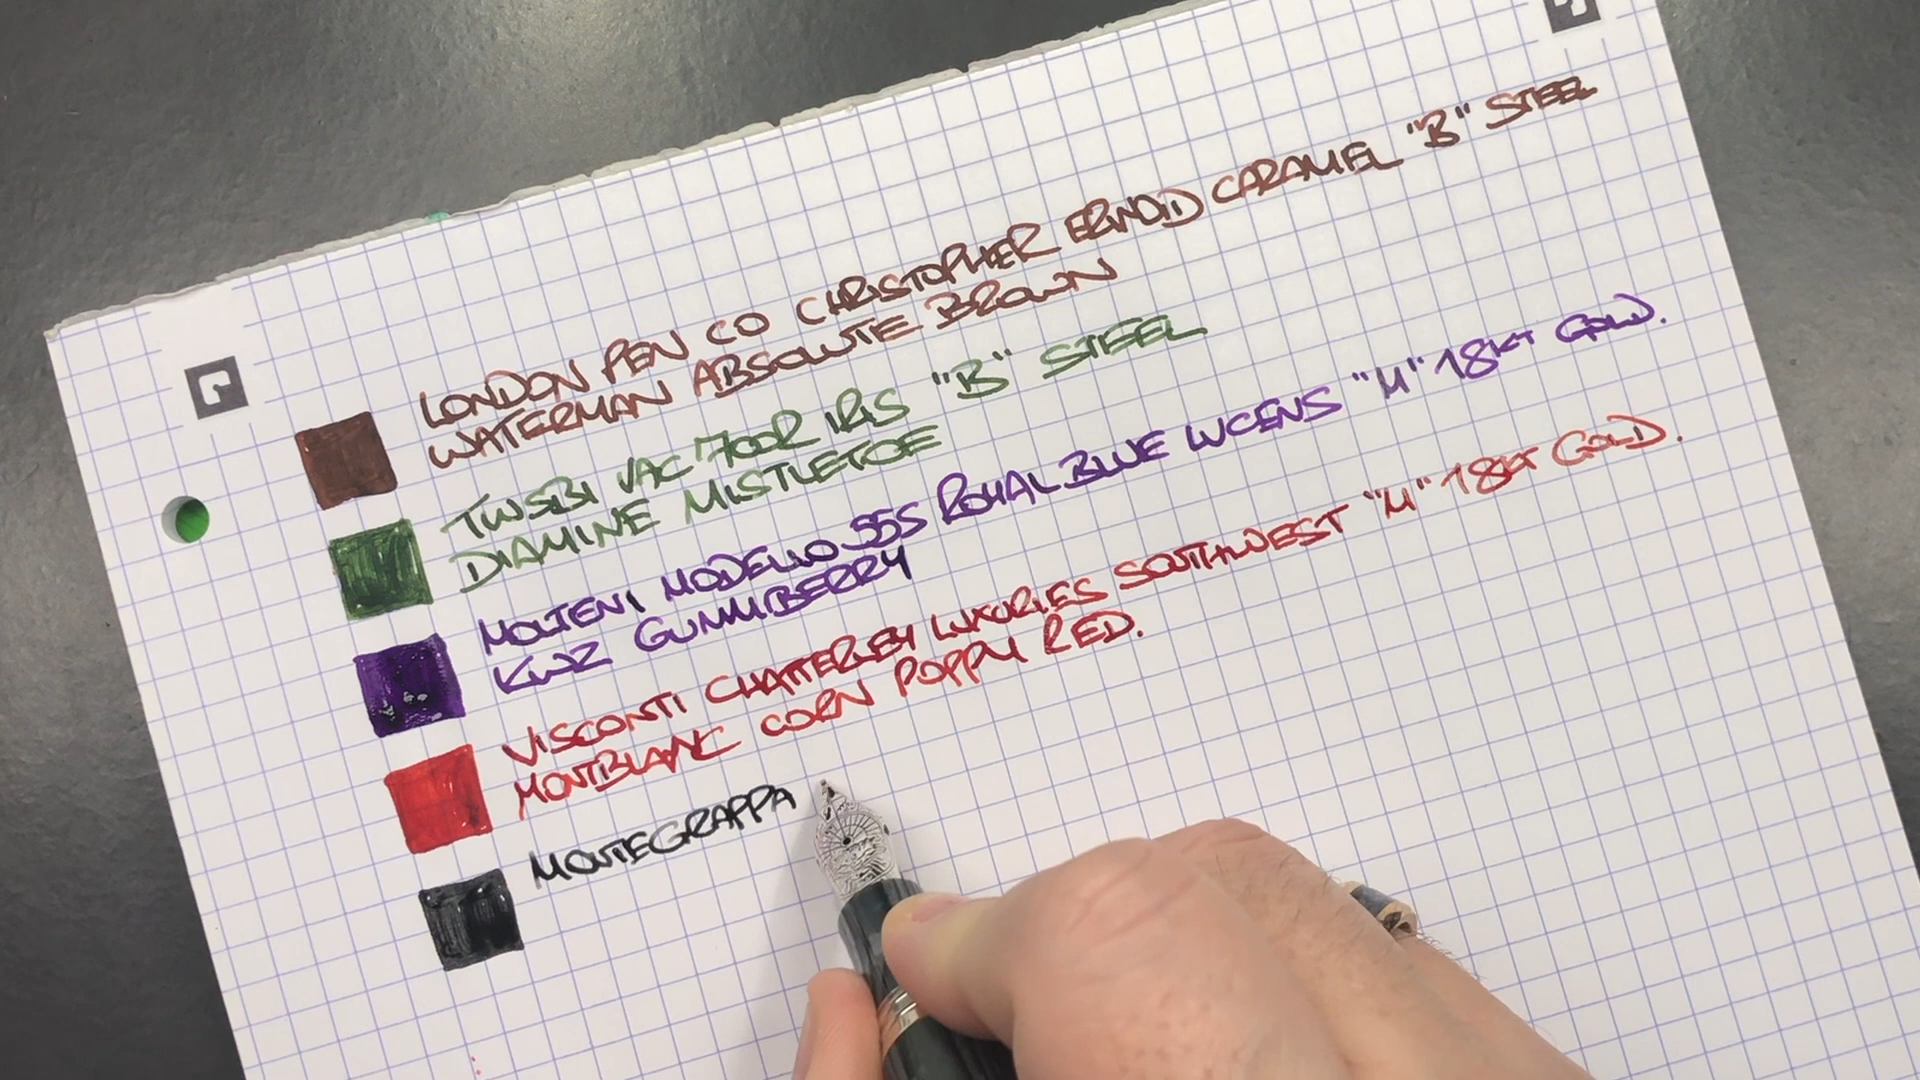 LONDON PEN CO CHRISTOPHER ERNOID CARAMEL "B" STEEL
WATERMAN ABSOLUTE BROWN
TWSBI VAC 700R IRIS "B" STEEL
DIAMINE MISTLETOE
MOLTENI MODELLO 55S ROYAL BLUE LUCENS "M" 18KT GOLD.
KWZ GUMMIBERRY
VISCONTI CHATTERLEY LUXURIES SOUTHWEST "M" 18KT GOLD.
MONTBLANC CORN POPPY RED.
MONTEGRAPPA